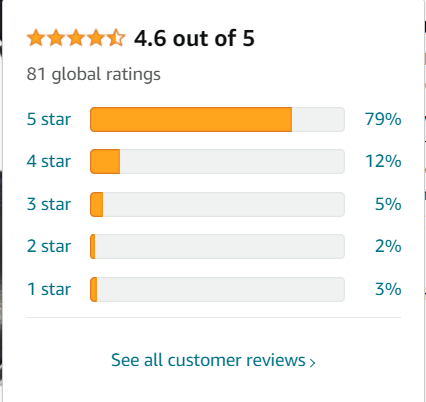 4.6 out of 5
81 global ratings
5 star 79%
4 star 12%
3 star 5%
2 star 2%
1 star 3%
See all customer reviews ›